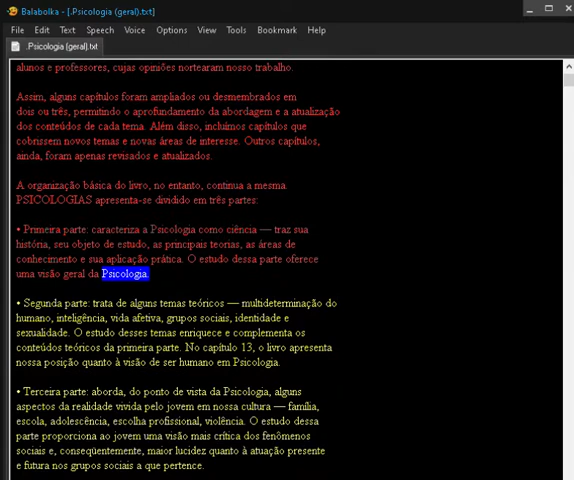 Balabolka - [.Psicologia (geral).txt]
File Edit Text Speech Voice Options View Tools Bookmark Help
.Psicologia (geral).txt
alunos e professores, cujas opiniões nortearam nosso trabalho.
Assim, alguns capítulos foram ampliados ou desmembrados em
dois ou três, permitindo o aprofundamento da abordagem e a atualização
dos conteúdos de cada tema. Além disso, incluímos capítulos que
cobrissem novos temas e novas áreas de interesse. Outros capítulos,
ainda, foram apenas revisados e atualizados.
A organização básica do livro, no entanto, continua a mesma.
PSICOLOGIAS apresenta-se dividido em três partes:
• Primeira parte: caracteriza a Psicologia como ciência — traz sua
história, seu objeto de estudo, as principais teorias, as áreas de
conhecimento e sua aplicação prática. O estudo dessa parte oferece
uma visão geral da Psicologia.
• Segunda parte: trata de alguns temas teóricos — multideterminação do
humano, inteligência, vida afetiva, grupos sociais, identidade e
sexualidade. O estudo desses temas enriquece e complementa os
conteúdos teóricos da primeira parte. No capítulo 13, o livro apresenta
nossa posição quanto à visão de ser humano em Psicologia.
• Terceira parte: aborda, do ponto de vista da Psicologia, alguns
aspectos da realidade vivida pelo jovem em nossa cultura — família,
escola, adolescência, escolha profissional, violência. O estudo dessa
parte proporciona ao jovem uma visão mais crítica dos fenômenos
sociais e, conseqüentemente, maior lucidez quanto à atuação presente
e futura nos grupos sociais a que pertence.